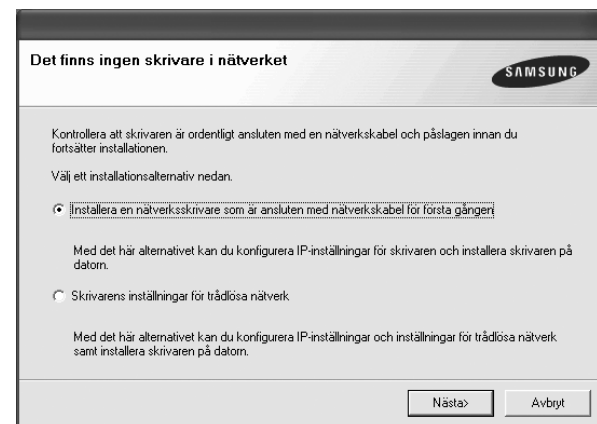 Det finns ingen skrivare i nätverket
SAMSUNG
Kontrollera att skrivaren är ordentligt ansluten med en nätverkskabel och påslagen innan du
fortsätter installationen.
Välj ett installationsalternativ nedan.
Installera en nätverksskrivare som är ansluten med nätverkskabel för första gången
Med det här alternativet kan du konfigurera IP-inställningar för skrivaren och installera skrivaren på
datorn.
Skrivarens inställningar för trådlösa nätverk
Med det här alternativet kan du konfigurera IP-inställningar och inställningar för trådlösa nätverk
samt installera skrivaren på datorn.
Nästa>
Avbryt